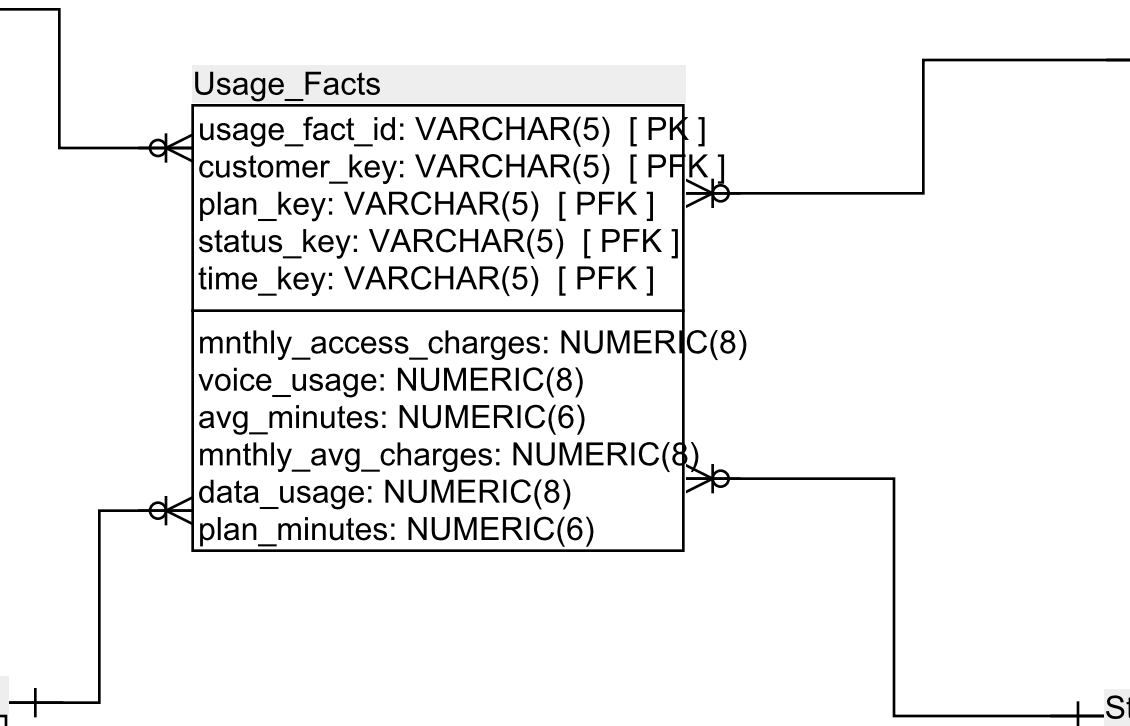 Usage_Facts
usage_fact_id: VARCHAR(5) [ PK ]
customer_key: VARCHAR(5) [ PFK ]
plan_key: VARCHAR(5) [ PFK ]
status_key: VARCHAR(5) [ PFK ]
time_key: VARCHAR(5) [ PFK ]
mnthly_access_charges: NUMERIC(8)
voice_usage: NUMERIC(8)
avg_minutes: NUMERIC(6)
mnthly_avg_charges: NUMERIC(8)
data_usage: NUMERIC(8)
plan_minutes: NUMERIC(6)